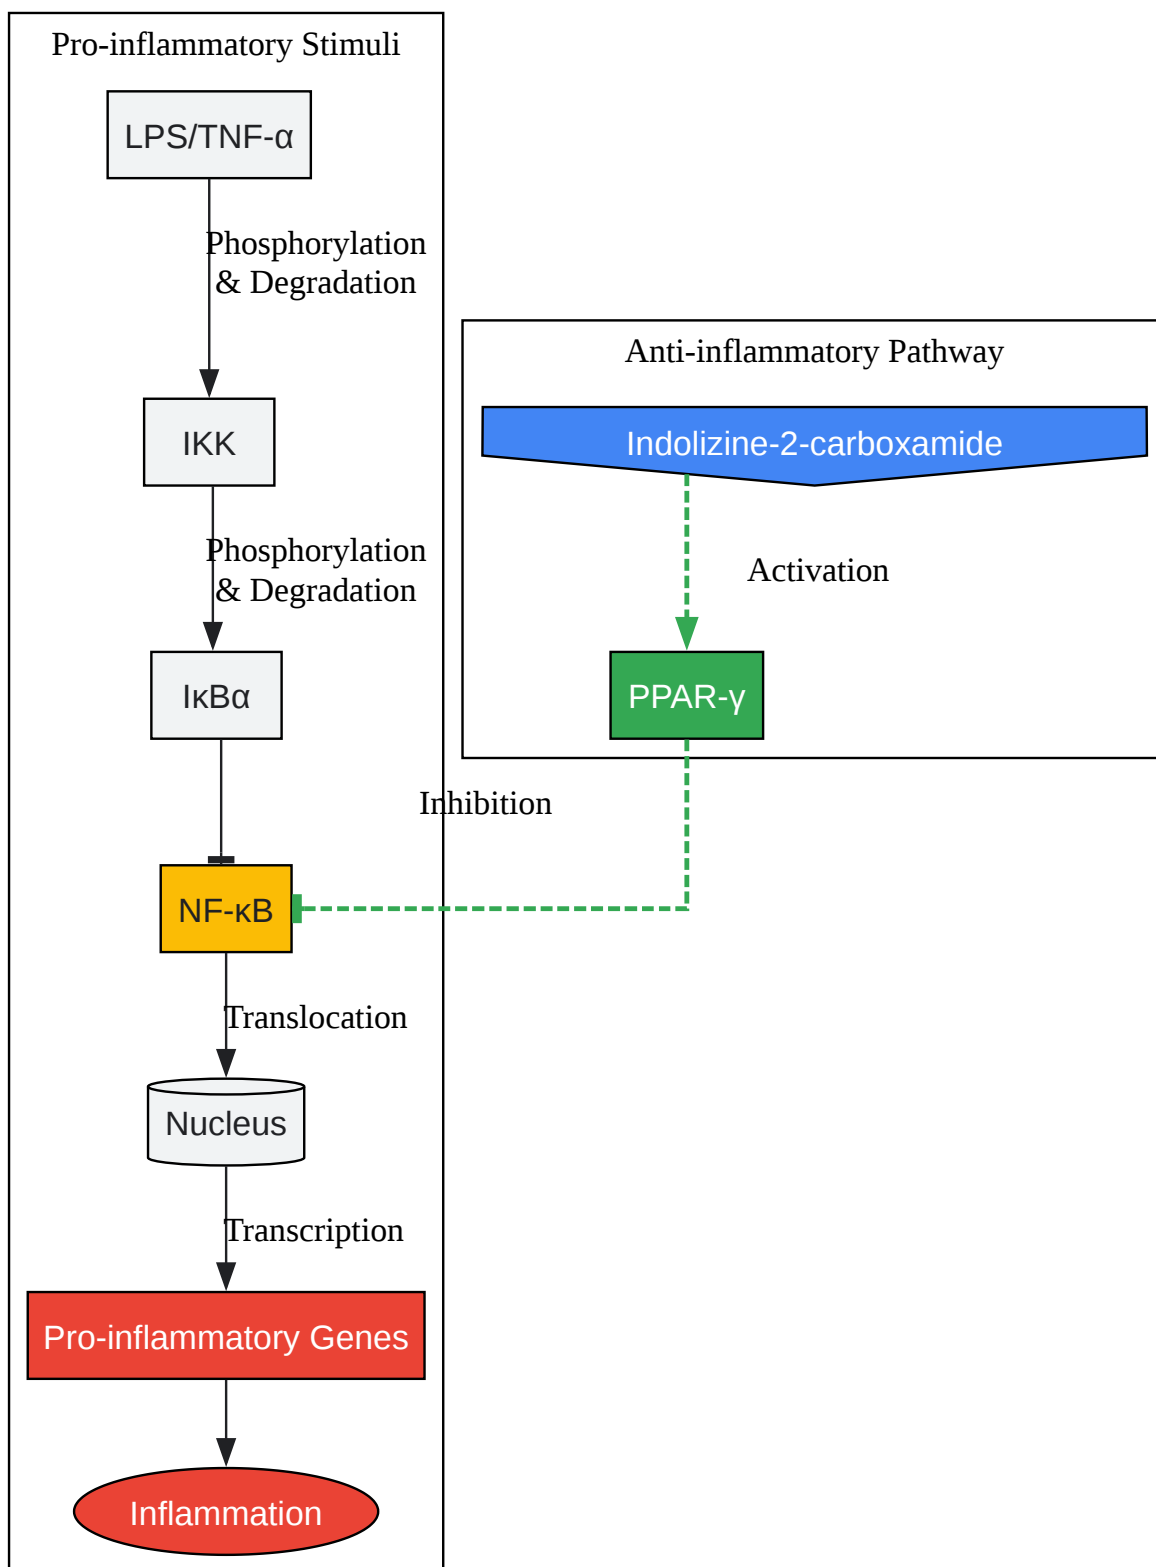 Pro-inflammatory Stimuli
LPS/TNF-α
Phosphorylation
& Degradation
IKK
Phosphorylation
& Degradation
IκBα
NF-κB
Translocation
Nucleus
Transcription
Pro-inflammatory Genes
Inflammation
Anti-inflammatory Pathway
Indolizine-2-carboxamide
Activation
PPAR-γ
Inhibition